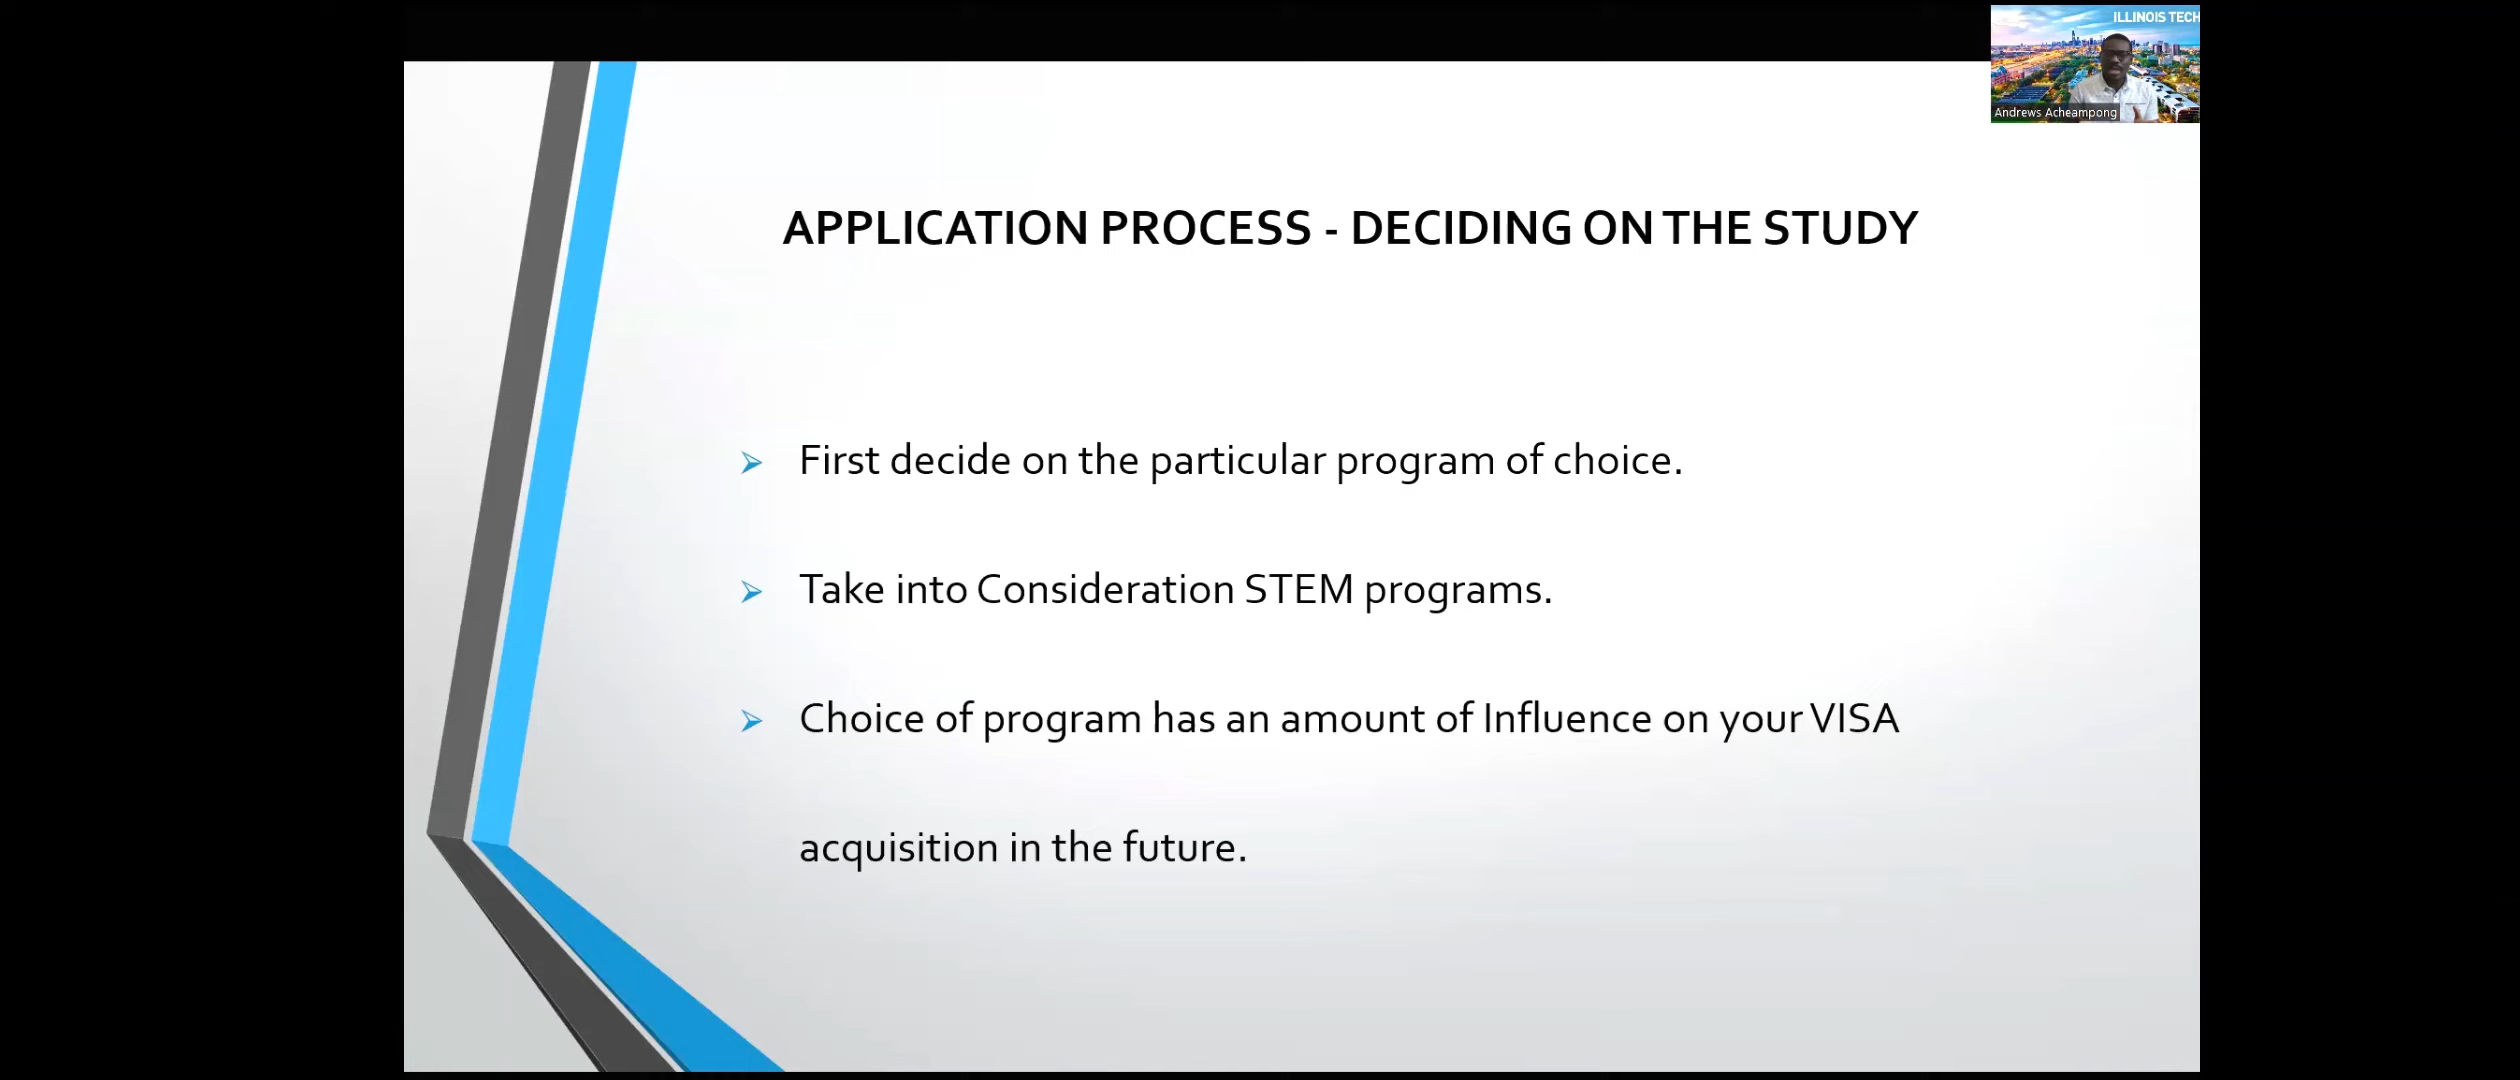 ILLINOIS TECH
Andrews Acheampong
APPLICATION PROCESS - DECIDING ON THE STUDY
➢ First decide on the particular program of choice.
➢ Take into Consideration STEM programs.
➢ Choice of program has an amount of Influence on your VISA
acquisition in the future.